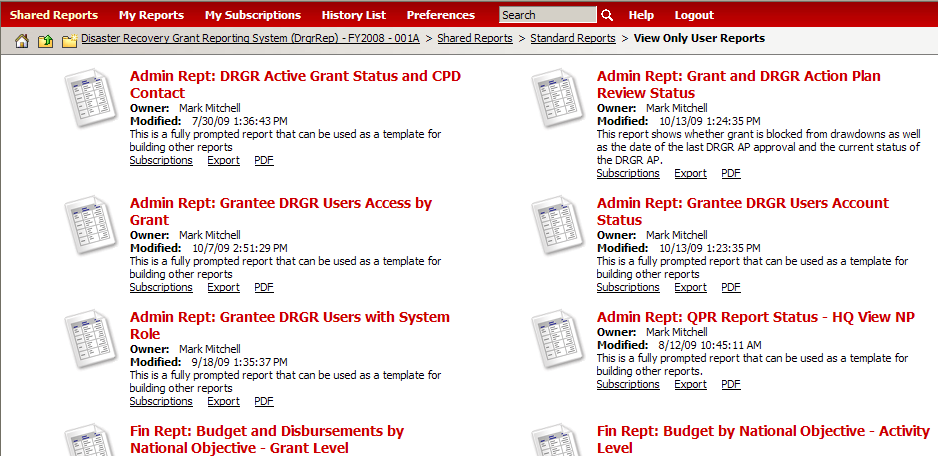 Shared Reports My Reports My Subscriptions History List Preferences Search Help Logout
Disaster Recovery Grant Reporting System (DrgrRep) - FY2008 - 001A > Shared Reports > Standard Reports > View Only User Reports
Admin Rept: DRGR Active Grant Status and CPD
Contact
Owner: Mark Mitchell
Modified: 7/30/09 1:36:43 PM
This is a fully prompted report that can be used as a template for
building other reports
Subscriptions Export PDF
Admin Rept: Grant and DRGR Action Plan
Review Status
Owner: Mark Mitchell
Modified: 10/13/09 1:24:35 PM
This report shows whether grant is blocked from drawdowns as well
as the date of the last DRGR AP approval and the current status of
the DRGR AP.
Subscriptions Export PDF
Admin Rept: Grantee DRGR Users Access by
Grant
Owner: Mark Mitchell
Modified: 10/7/09 2:51:29 PM
This is a fully prompted report that can be used as a template for
building other reports
Subscriptions Export PDF
Admin Rept: Grantee DRGR Users Account
Status
Owner: Mark Mitchell
Modified: 10/13/09 1:23:35 PM
This is a fully prompted report that can be used as a template for
building other reports
Subscriptions Export PDF
Admin Rept: Grantee DRGR Users with System
Role
Owner: Mark Mitchell
Modified: 9/18/09 1:35:37 PM
This is a fully prompted report that can be used as a template for
building other reports
Subscriptions Export PDF
Admin Rept: QPR Report Status - HQ View NP
Owner: Mark Mitchell
Modified: 8/12/09 10:45:11 AM
This is a fully prompted report that can be used as a template for
building other reports.
Subscriptions Export PDF
Fin Rept: Budget and Disbursements by
National Objective - Grant Level
Fin Rept: Budget by National Objective - Activity
Level